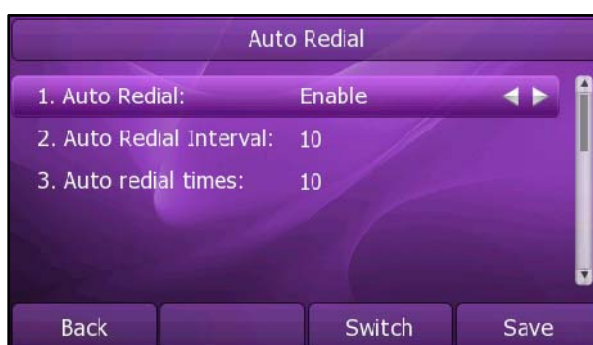 Auto Redial
1. Auto Redial: Enable
2. Auto Redial Interval: 10
3. Auto redial times: 10
Back Switch Save